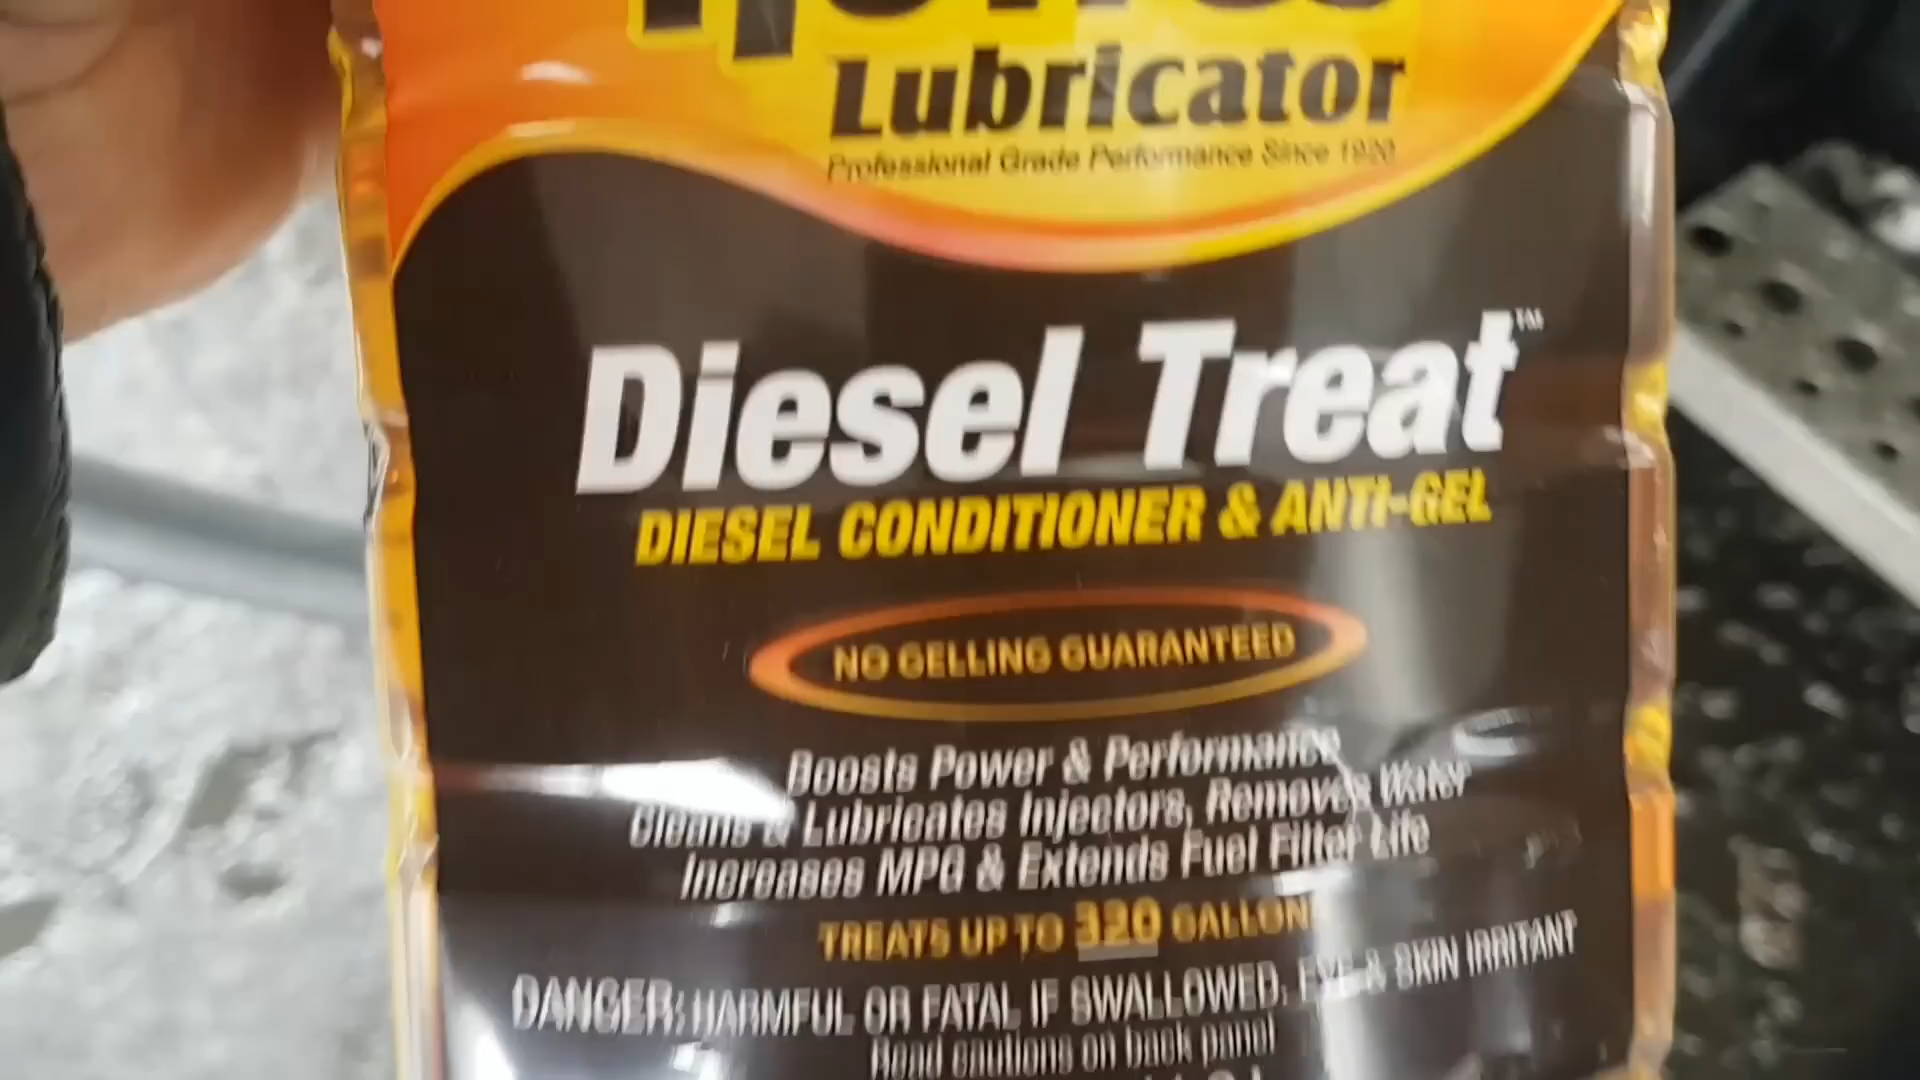 Lubricator
Professional Grade Performance Since 1920
Diesel Treat™
DIESEL CONDITIONER & ANTI-GEL
NO GELLING GUARANTEED
Boosts Power & Performance
Cleans & Lubricates Injectors, Removes Water
Increases MPG & Extends Fuel Filter Life
TREATS UP TO 320 GALLONS
DANGER: HARMFUL OR FATAL IF SWALLOWED. EYE & SKIN IRRITANT
Read cautions on back panel